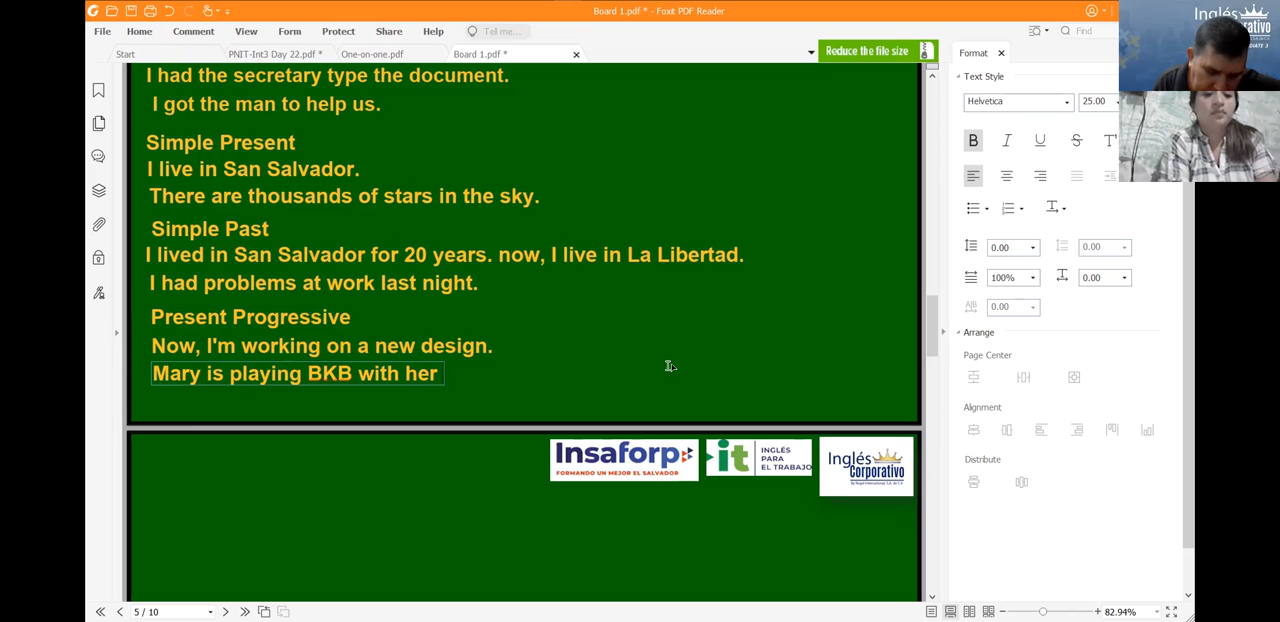 Board 1.pdf * - Foxit PDF Reader
File Home Comment View Form Protect Share Help Tell me... Find
Start PNIT-Int3 Day 22.pdf * One-on-one.pdf Board 1.pdf * Reduce the file size
Inglés
Corporativo
I had the secretary type the document.
I got the man to help us.
Simple Present
I live in San Salvador.
There are thousands of stars in the sky.
Simple Past
I lived in San Salvador for 20 years. now, I live in La Libertad.
I had problems at work last night.
Present Progressive
Now, I'm working on a new design.
Mary is playing BKB with her
Insaforp
FORMANDO UN MEJOR EL SALVADOR
it INGLÉS
PARA
EL TRABAJO
Inglés
Corporativo
Format
Text Style
Helvetica 25.00
B I U S T
0.00 0.00
100% 0.00
0.00
Arrange
Page Center
Alignment
Distribute
5 / 10 82.94%